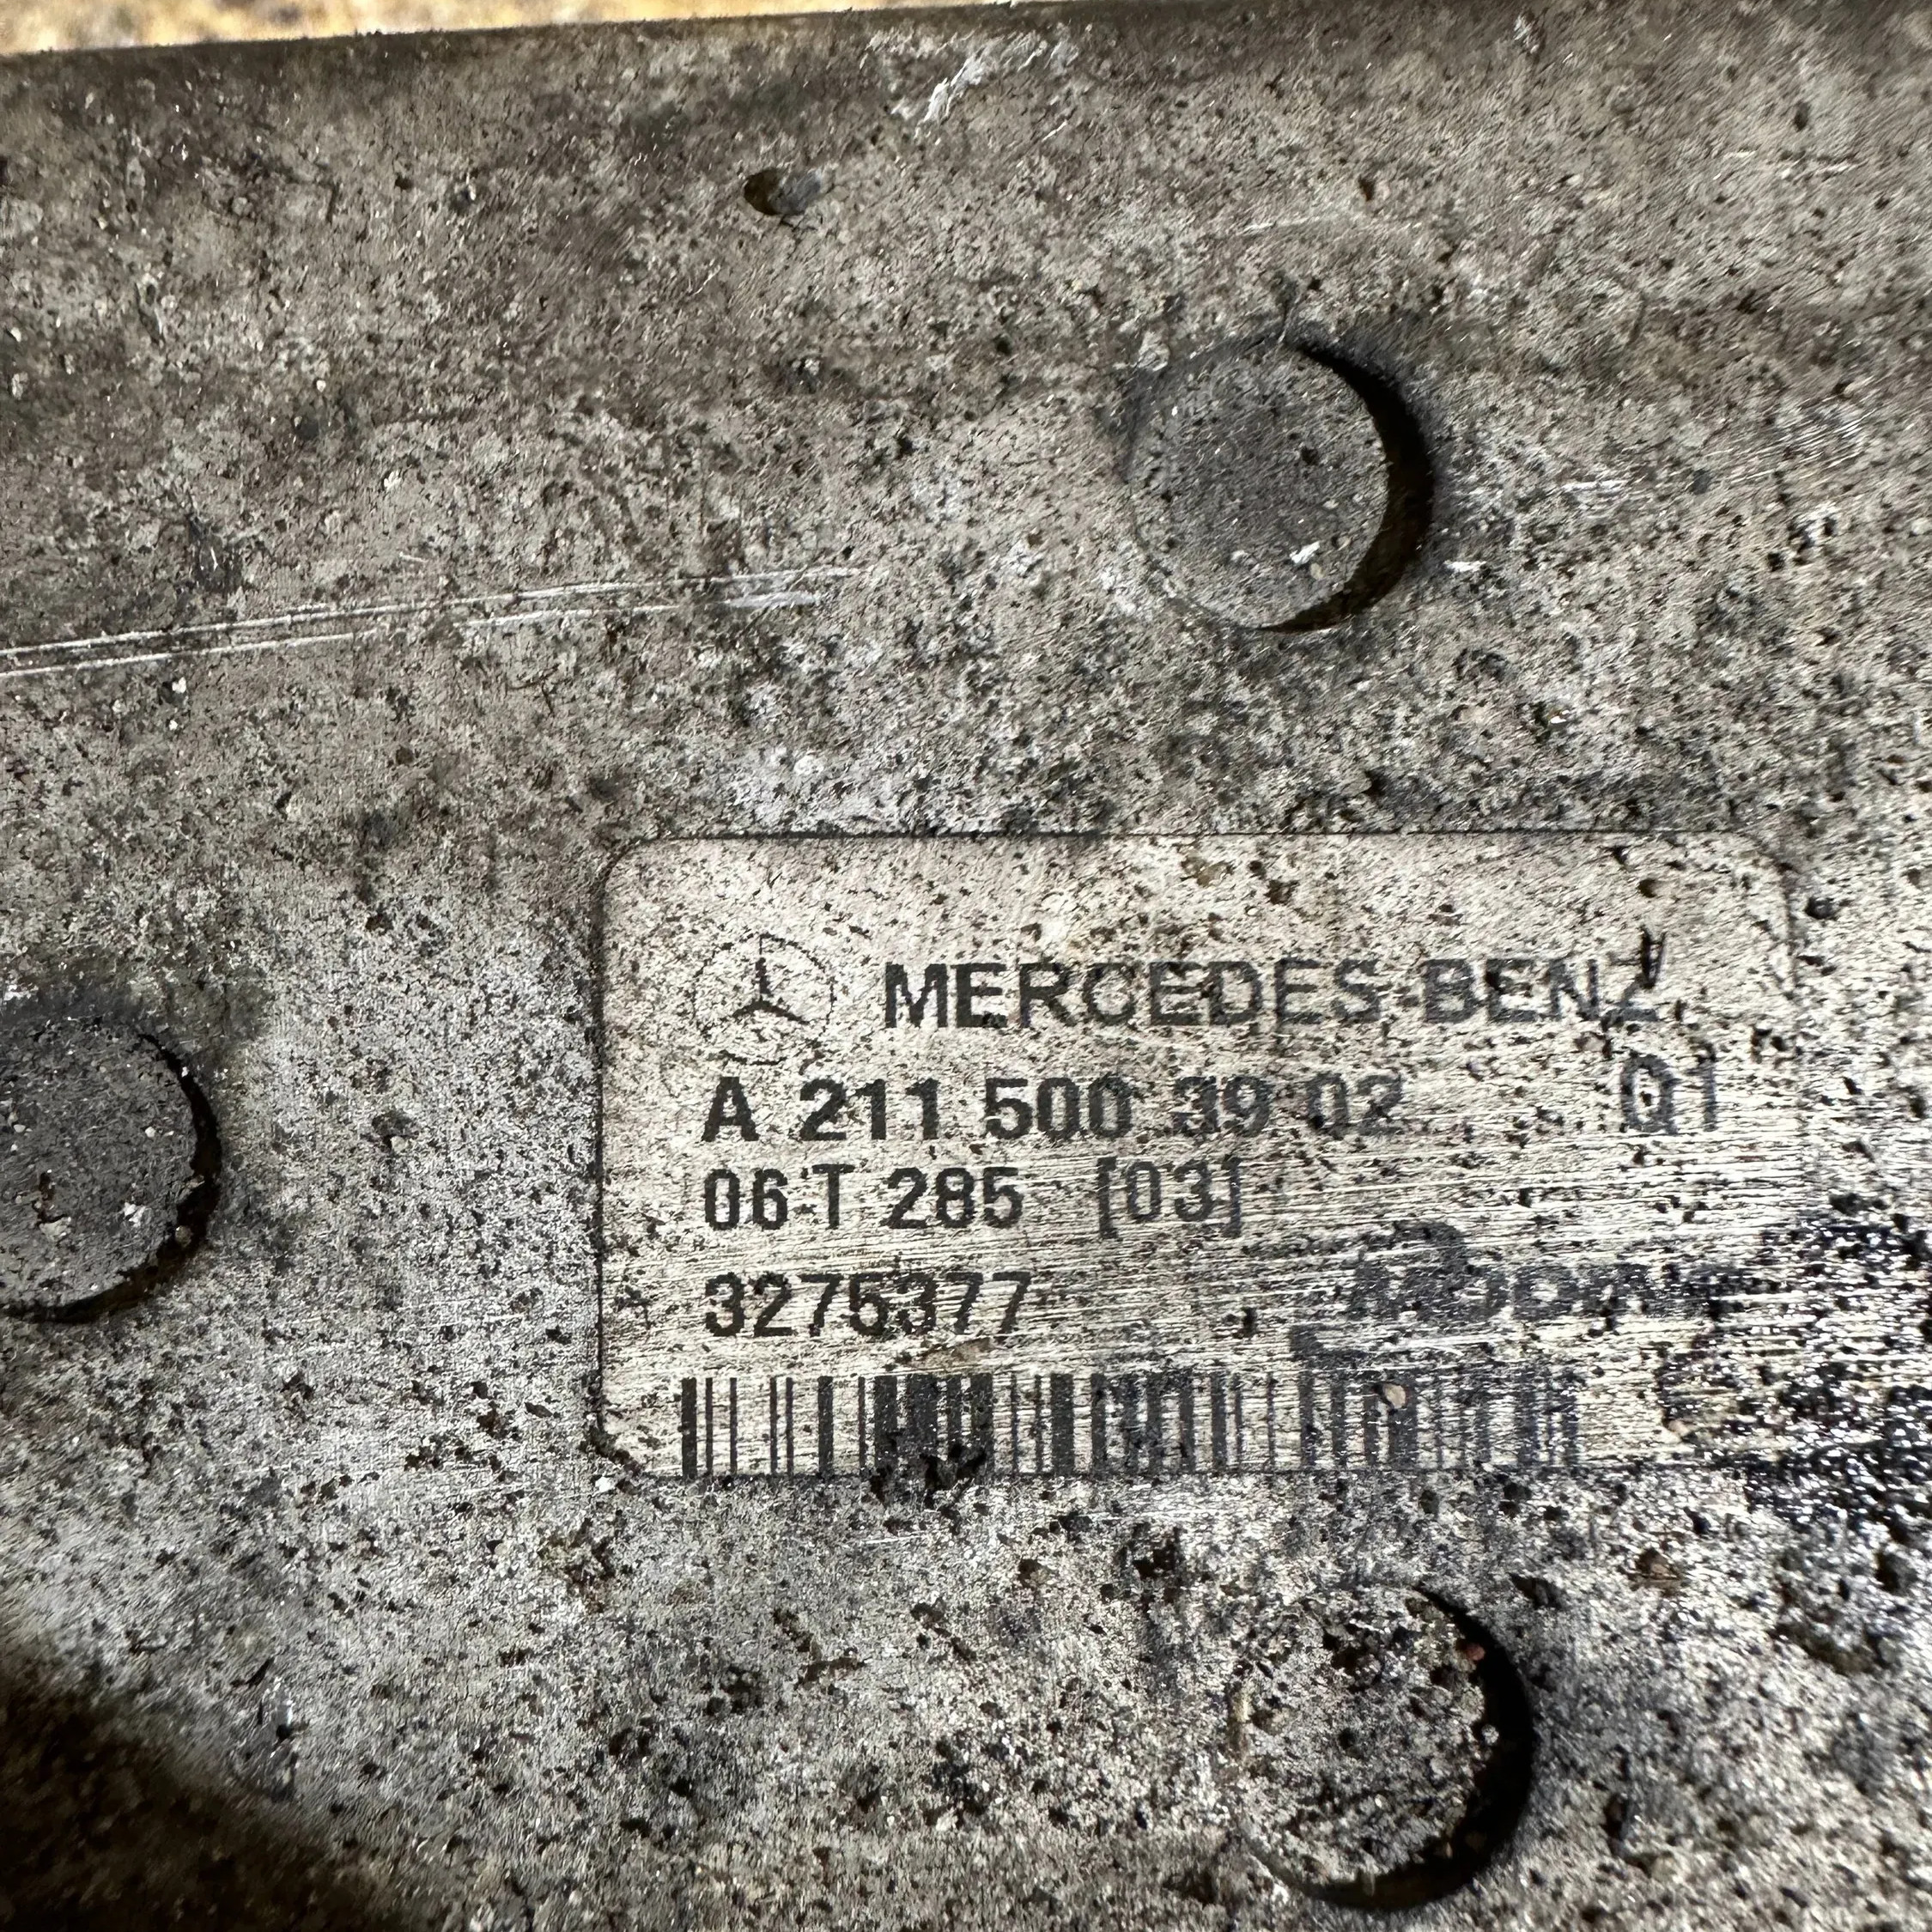 MERCEDES-BENZ
A 211 500 39 02 Q1
06-T 285 [03]
3275377